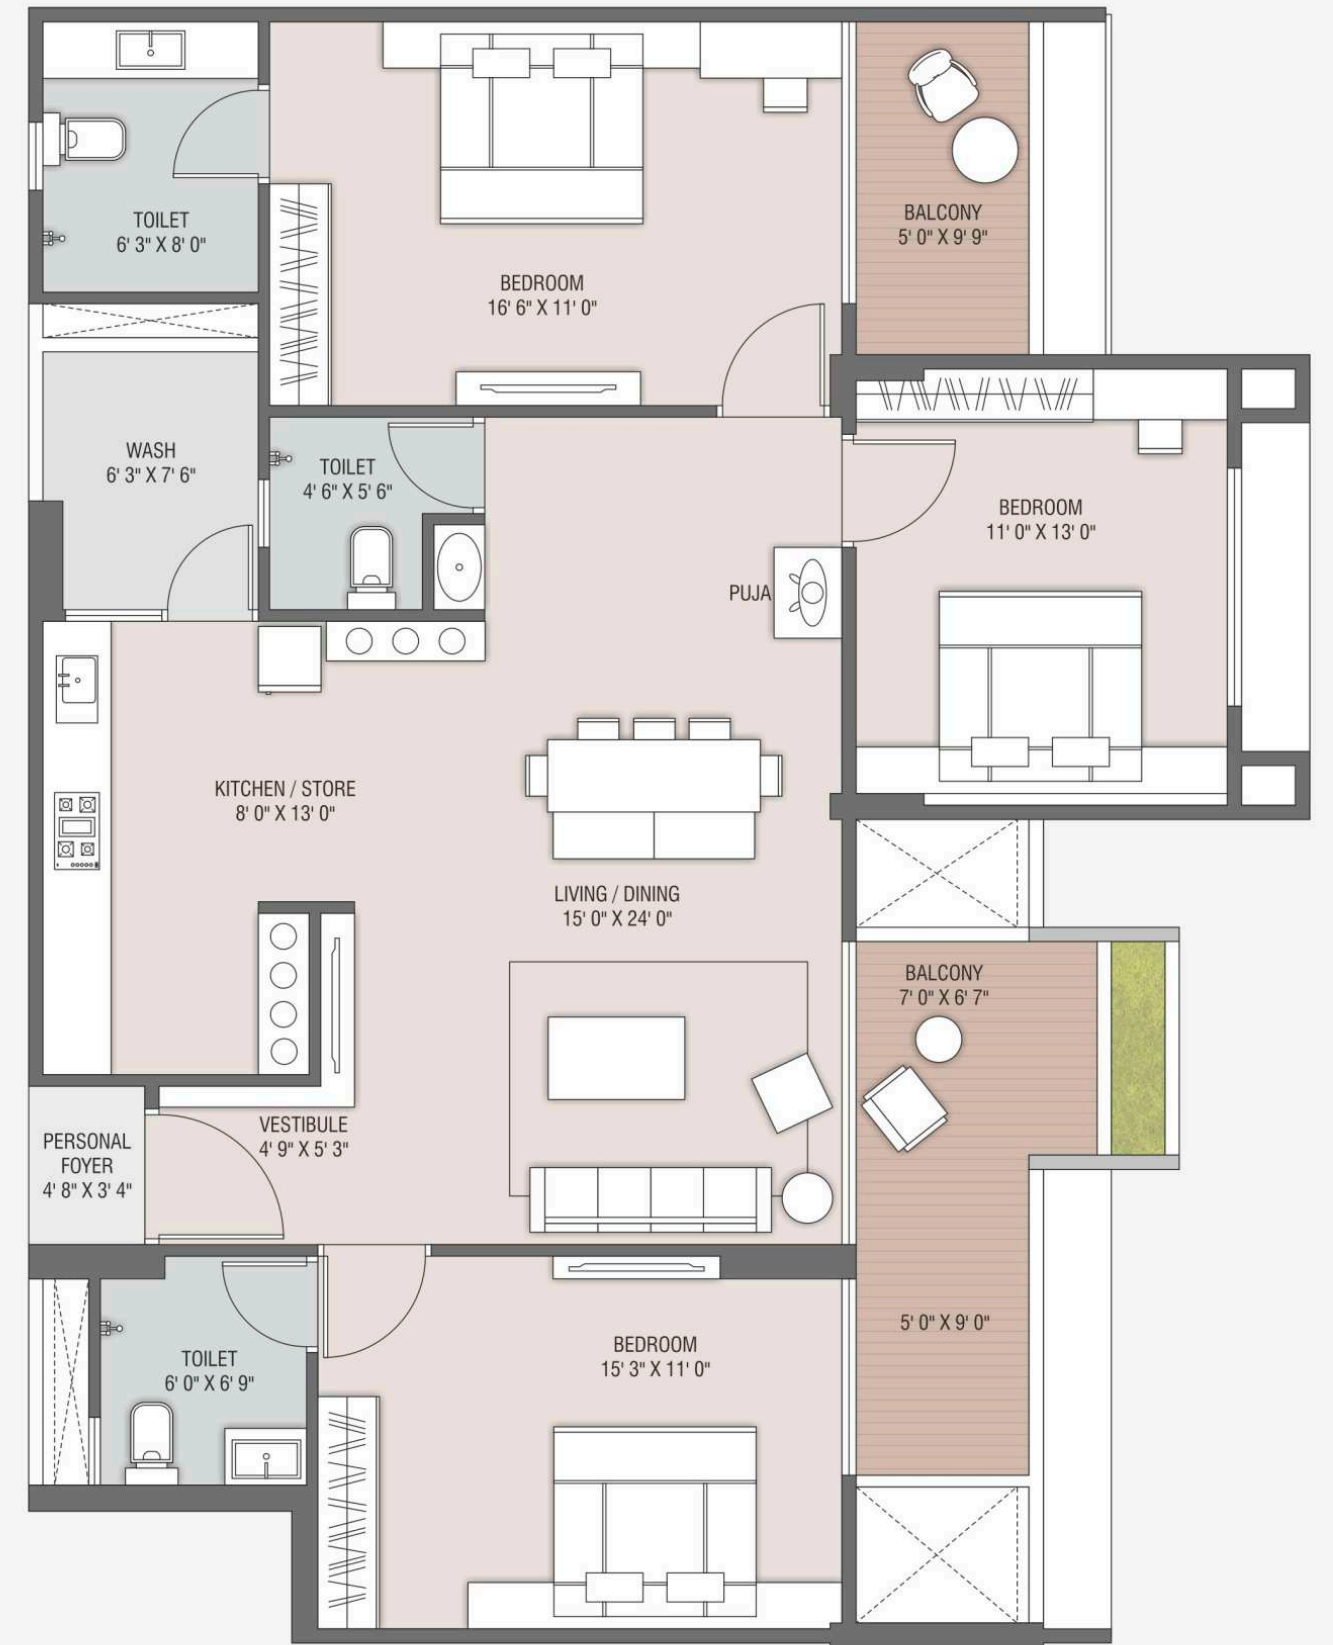 TOILET
6' 3" X 8' 0"
BALCONY
5' 0" X 9' 9"
BEDROOM
16' 6" X 11' 0"
WASH
6' 3" X 7' 6"
TOILET
4' 6" X 5' 6"
BEDROOM
11' 0" X 13' 0"
PUJA
KITCHEN / STORE
8' 0" X 13' 0"
LIVING / DINING
15' 0" X 24' 0"
BALCONY
7' 0" X 6' 7"
VESTIBULE
4' 9" X 5' 3"
PERSONAL
FOYER
4' 8" X 3' 4"
5' 0" X 9' 0"
BEDROOM
15' 3" X 11' 0"
TOILET
6' 0" X 6' 9"